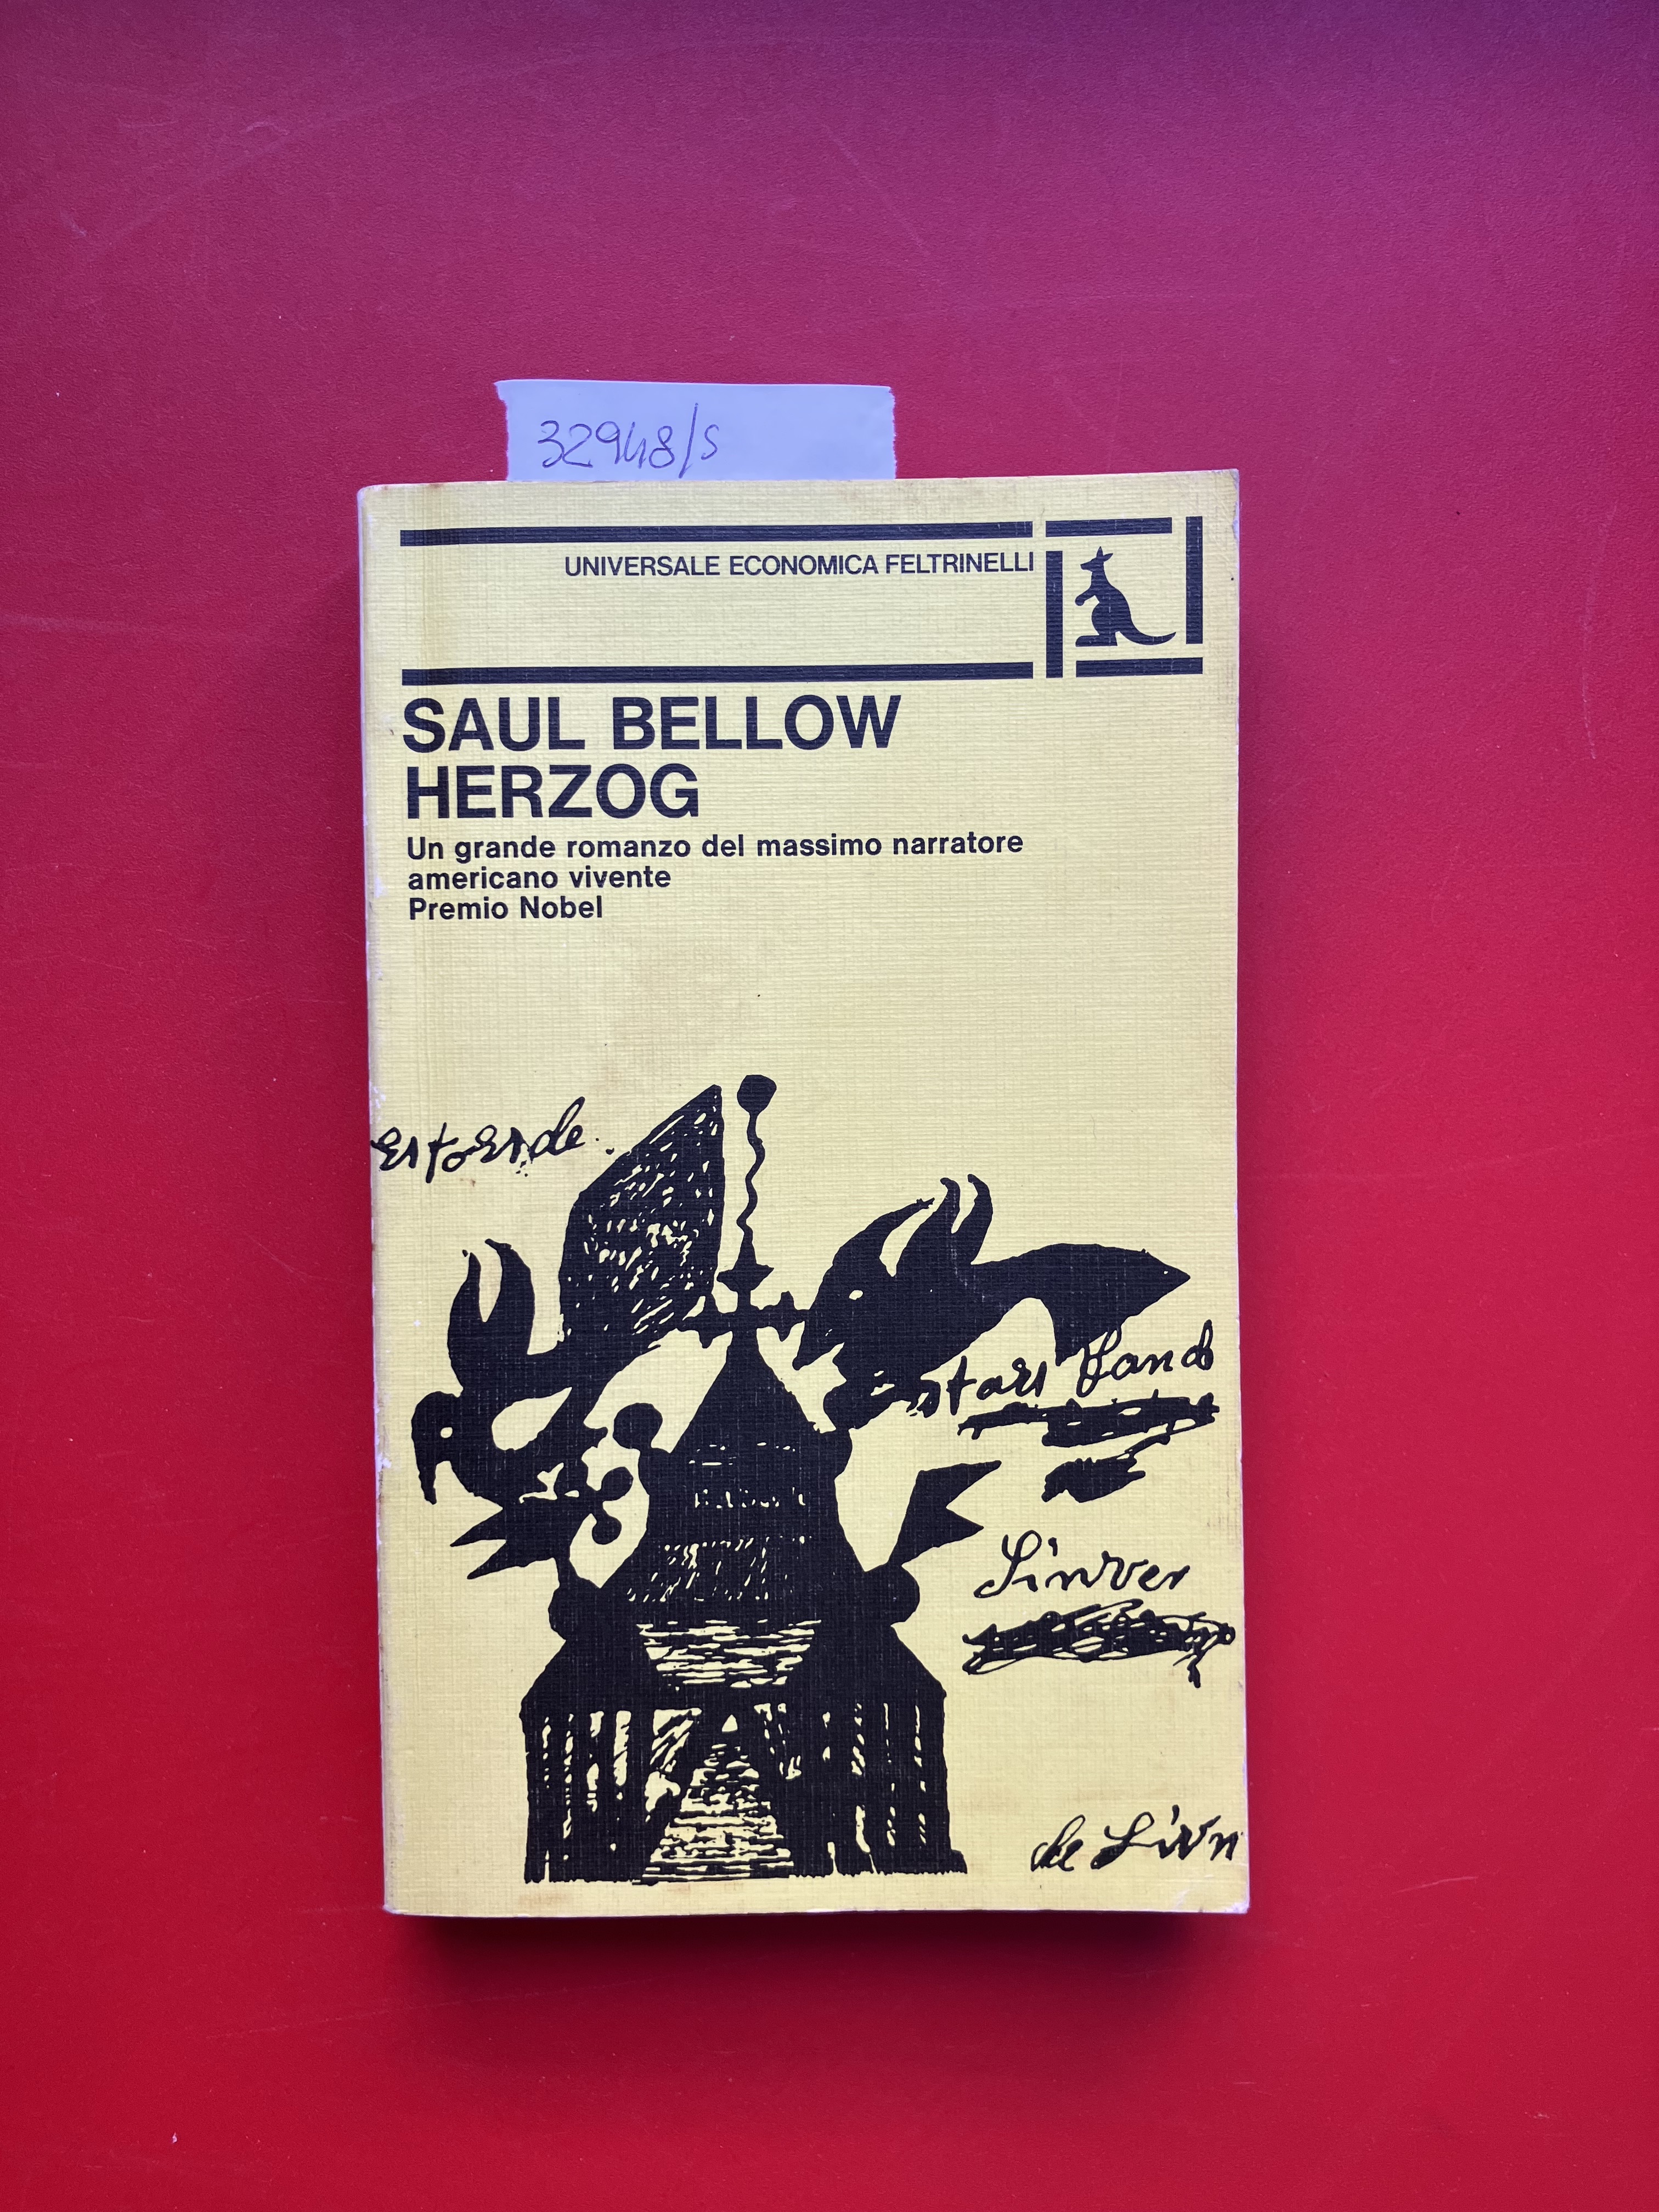 32948/s
UNIVERSALE ECONOMICA FELTRINELLI
SAUL BELLOW
HERZOG
Un grande romanzo del massimo narratore
americano vivente
Premio Nobel